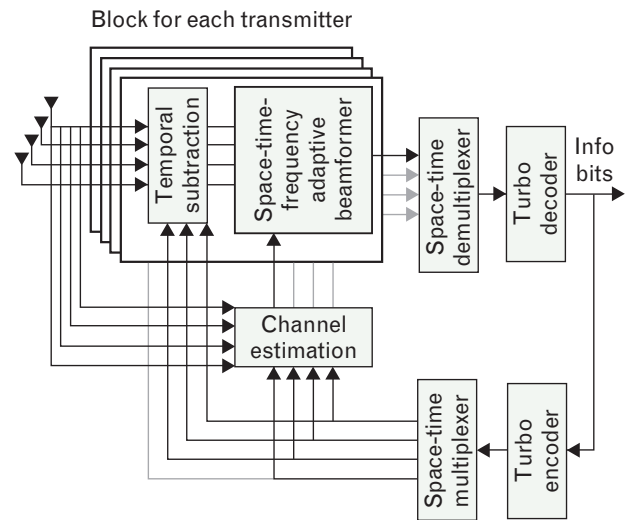 Block for each transmitter
Temporal
subtraction
Space-time-
frequency
adaptive
beamformer
Space-time
demultiplexer
Turbo
decoder
Info
bits
Channel
estimation
Space-time
multiplexer
Turbo
encoder